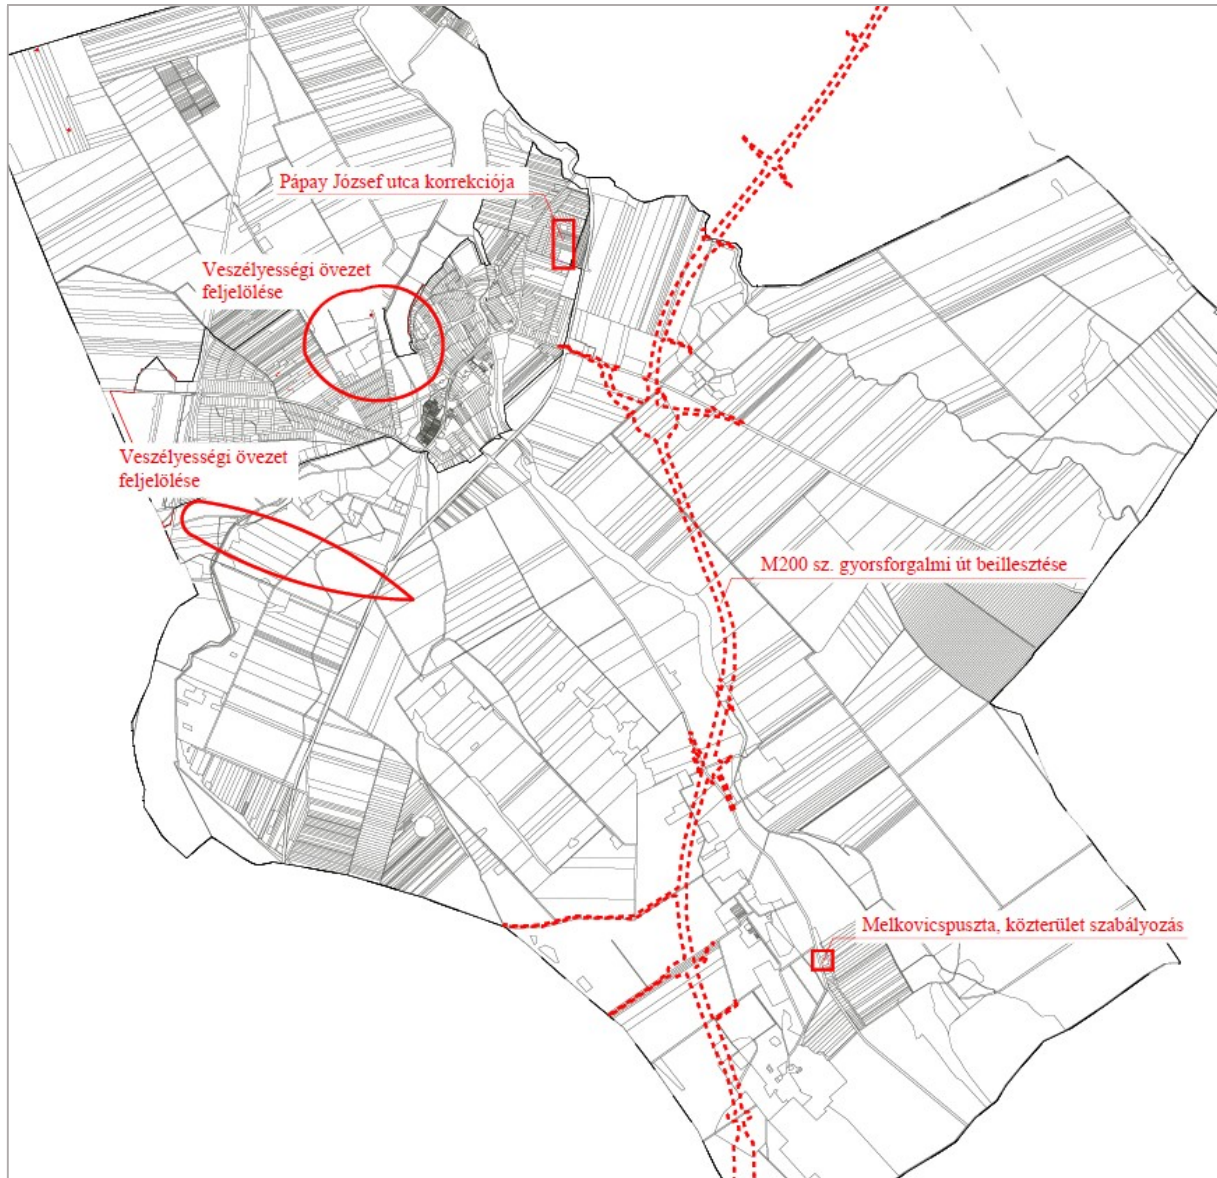 Pápay József utca korrekciója
Veszélyességi övezet
feljelölése
Veszélyességi övezet
feljelölése
M200 sz. gyorsforgalmi út beillesztése
Melkovicspuszta, közterület szabályozás